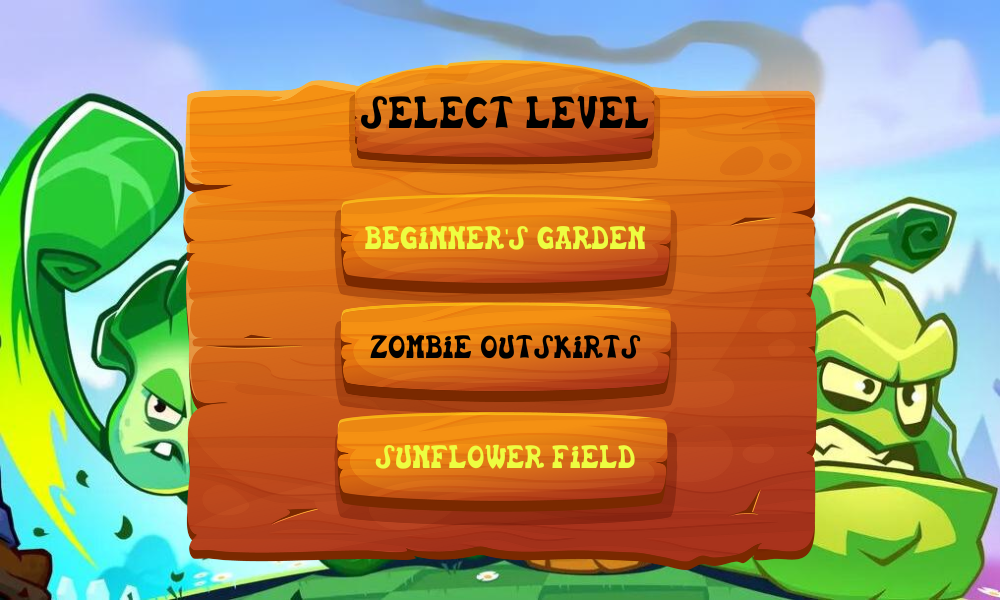 SELECT LEVEL
BEGINNER'S GARDEN
ZOMBIE OUTSKIRTS
SUNFLOWER FIELD